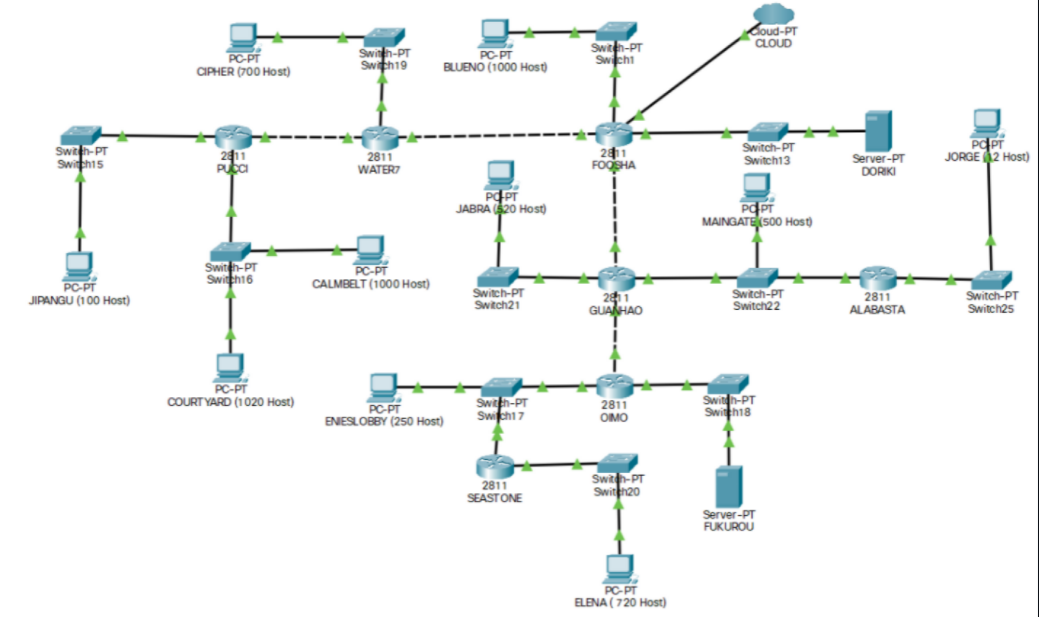 Cloud-PT
CLOUD
PC-PT
CIPHER (700 Host)
Switch-PT
Switch19
PC-PT
BLUENO (1000 Host)
Switch-PT
Switch1
Switch-PT
Switch15
2811
PUCCI
2811
WATER7
2811
FOOSHA
Switch-PT
Switch13
Server-PT
DORIKI
PC-PT
JORGE (12 Host)
PC-PT
JABRA (520 Host)
PC-PT
MAINGATE (500 Host)
PC-PT
JIPANGU (100 Host)
Switch-PT
Switch16
PC-PT
CALMBELT (1000 Host)
Switch-PT
Switch21
2811
GUANHAO
Switch-PT
Switch22
2811
ALABASTA
Switch-PT
Switch25
PC-PT
COURTYARD (1020 Host)
PC-PT
ENIESLOBBY (250 Host)
Switch-PT
Switch17
2811
OIMO
Switch-PT
Switch18
2811
SEASTONE
Switch-PT
Switch20
Server-PT
FUKUROU
PC-PT
ELENA ( 720 Host)